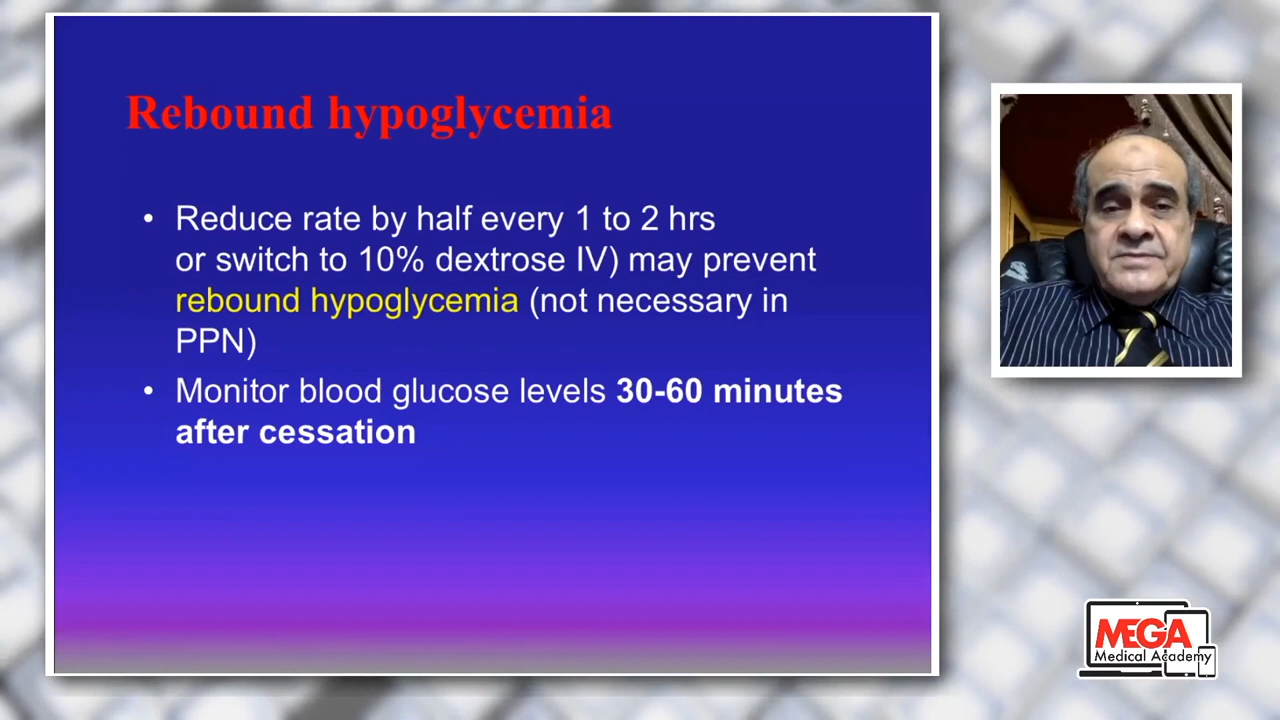 Rebound hypoglycemia
• Reduce rate by half every 1 to 2 hrs
or switch to 10% dextrose IV) may prevent
rebound hypoglycemia (not necessary in
PPN)
• Monitor blood glucose levels 30-60 minutes
after cessation
MEGA
Medical Academy